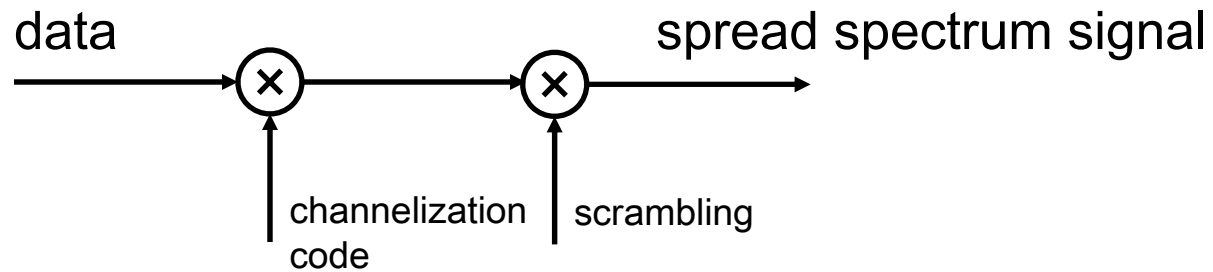 data
spread spectrum signal
channelization
code
scrambling